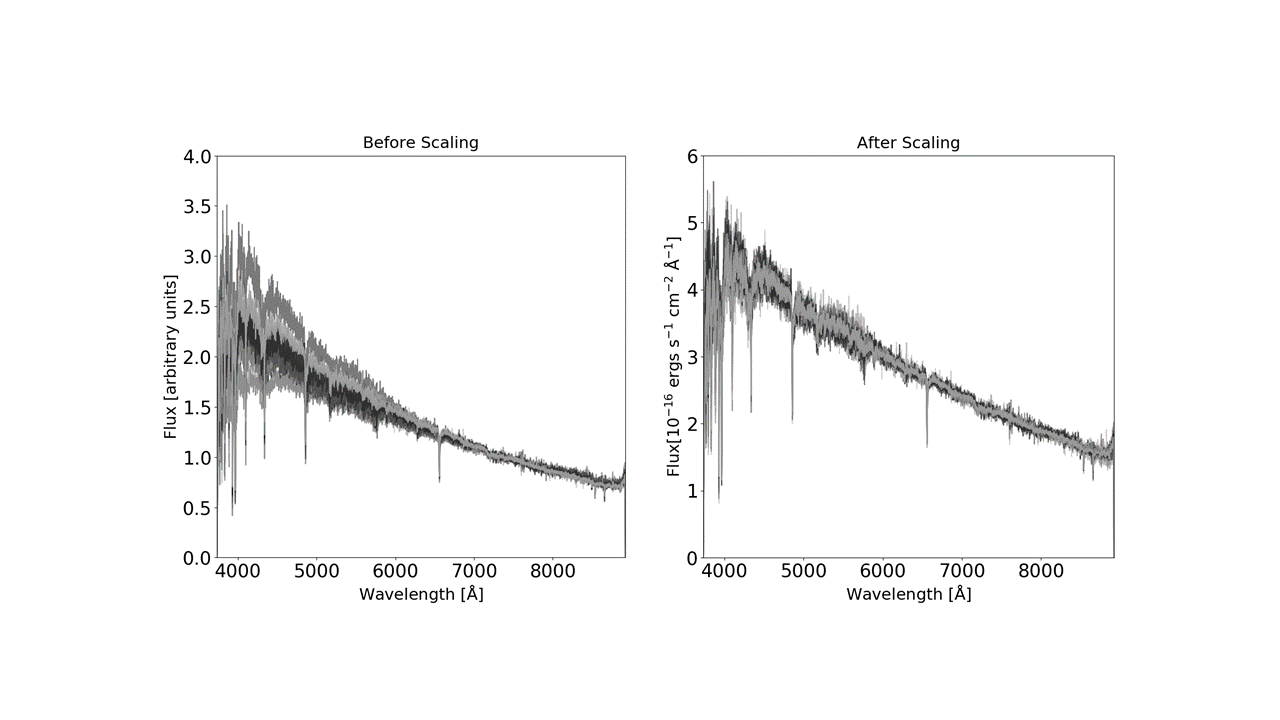 Before Scaling
4.0
3.5
3.0
2.5
2.0
1.5
1.0
0.5
0.0
Flux [arbitrary units]
4000 5000 6000 7000 8000
Wavelength [Å]
After Scaling
6
5
4
3
2
1
0
Flux[10⁻¹⁶ ergs s⁻¹ cm⁻² Å⁻¹]
4000 5000 6000 7000 8000
Wavelength [Å]